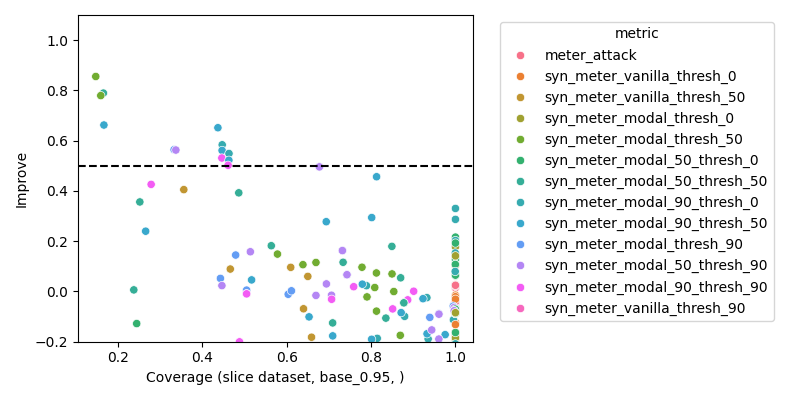 1.0
0.8
0.6
0.4
0.2
0.0
−0.2
Improve
0.2 0.4 0.6 0.8 1.0
Coverage (slice dataset, base_0.95, )
metric
meter_attack
syn_meter_vanilla_thresh_0
syn_meter_vanilla_thresh_50
syn_meter_modal_thresh_0
syn_meter_modal_thresh_50
syn_meter_modal_50_thresh_0
syn_meter_modal_50_thresh_50
syn_meter_modal_90_thresh_0
syn_meter_modal_90_thresh_50
syn_meter_modal_thresh_90
syn_meter_modal_50_thresh_90
syn_meter_modal_90_thresh_90
syn_meter_vanilla_thresh_90